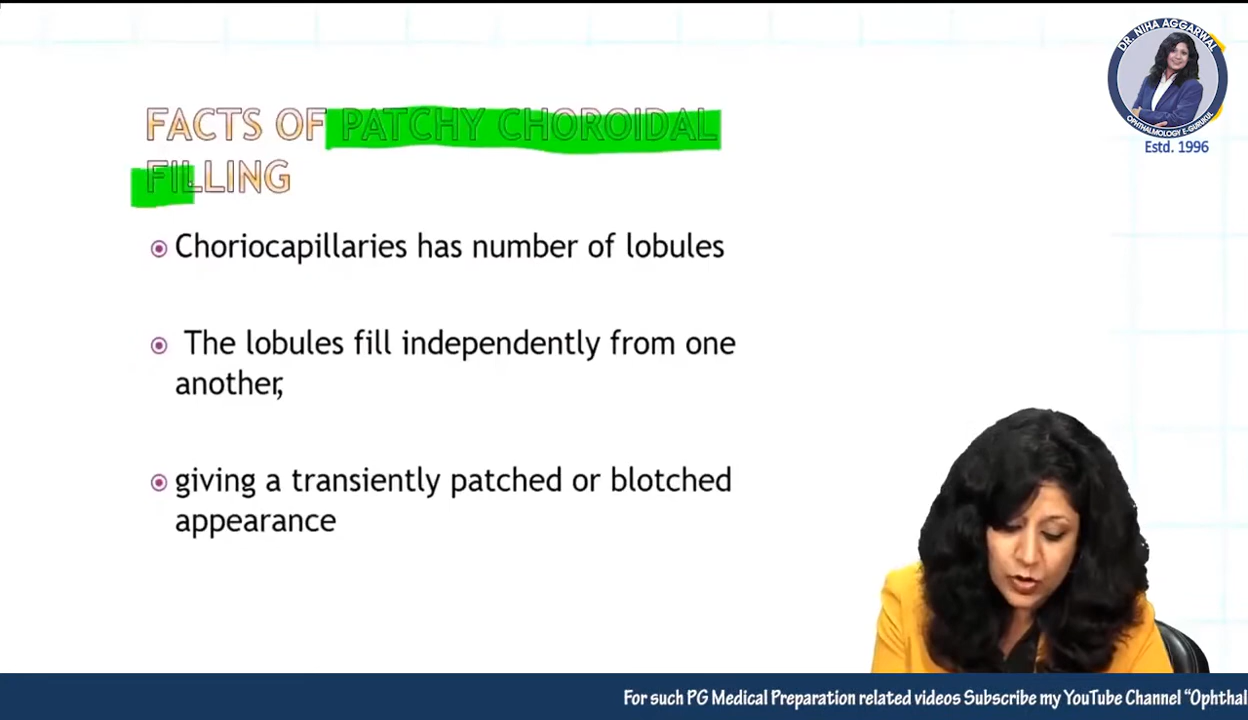 DR. NIHA AGGARWAL
OPHTHALMOLOGY E-GURUKUL
Estd. 1996
FACTS OF PATCHY CHOROIDAL
FILLING
Choriocapillaries has number of lobules
The lobules fill independently from one
another,
giving a transiently patched or blotched
appearance
For such PG Medical Preparation related videos Subscribe my YouTube Channel "Ophthal